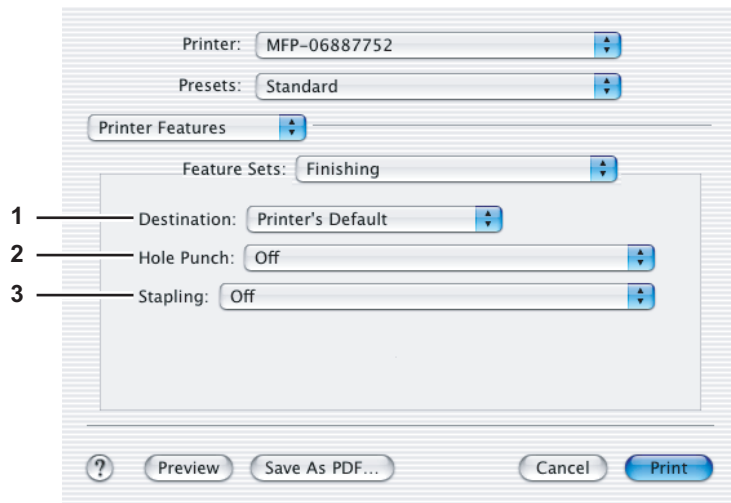 Printer: MFP-06887752
Presets: Standard
Printer Features
Feature Sets: Finishing
1 Destination: Printer's Default
2 Hole Punch: Off
3 Stapling: Off
? Preview Save As PDF... Cancel Print